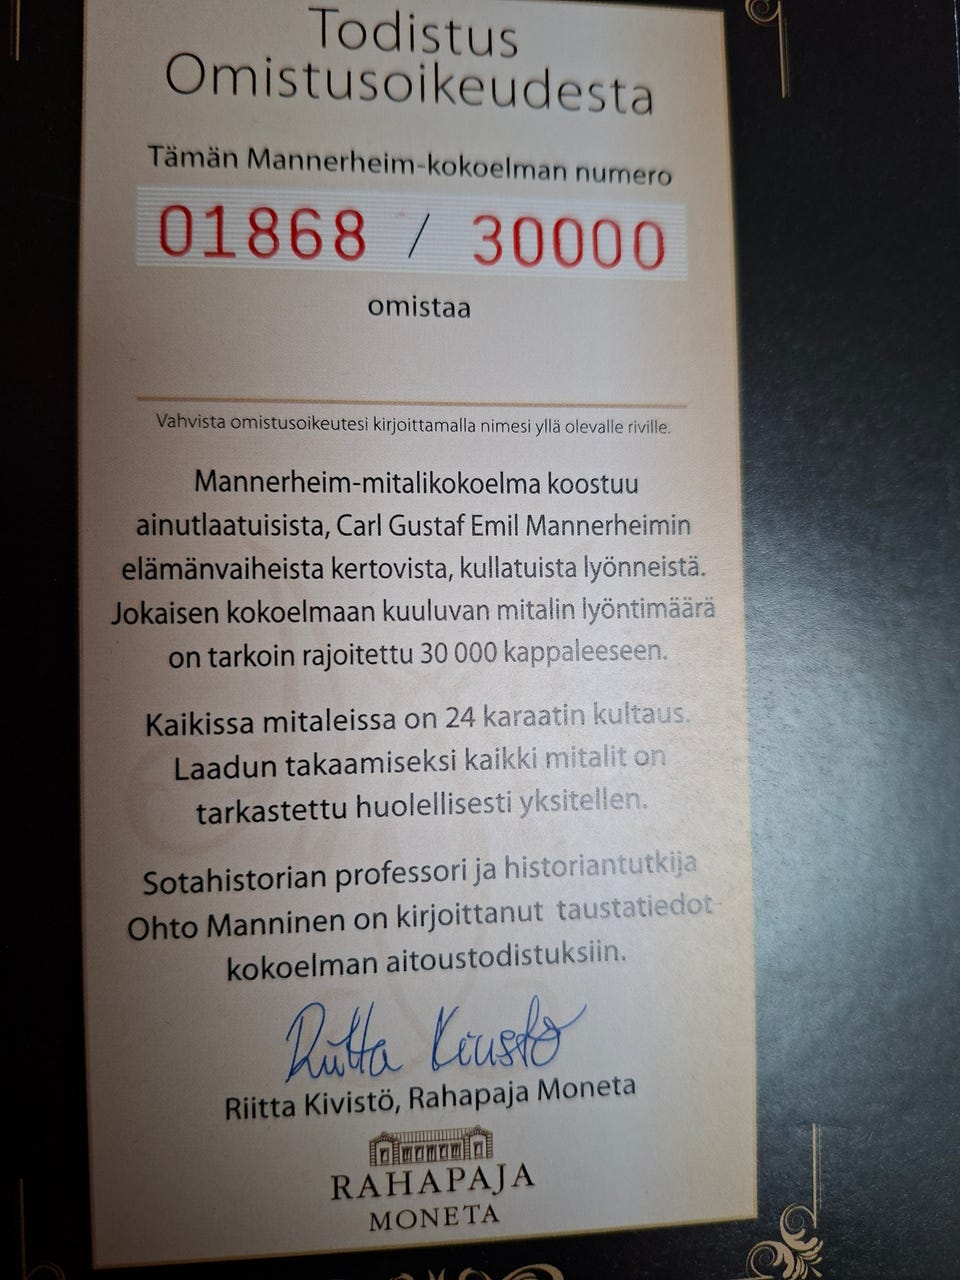 Todistus
Omistusoikeudesta
Tämän Mannerheim-kokoelman numero
01868 / 30000
omistaa
Vahvista omistusoikeutesi kirjoittamalla nimesi yllä olevalle riville.
Mannerheim-mitalikokoelma koostuu
ainutlaatuisista, Carl Gustaf Emil Mannerheimin
elämänvaiheista kertovista, kullatuista lyönneistä.
Jokaisen kokoelmaan kuuluvan mitalin lyöntimäärä
on tarkoin rajoitettu 30 000 kappaleeseen.
Kaikissa mitaleissa on 24 karaatin kultaus.
Laadun takaamiseksi kaikki mitalit on
tarkastettu huolellisesti yksitellen.
Sotahistorian professori ja historiantutkija
Ohto Manninen on kirjoittanut taustatiedot
kokoelman aitoustodistuksiin.
Riitta Kivistö
Riitta Kivistö, Rahapaja Moneta
RAHAPAJA
MONETA